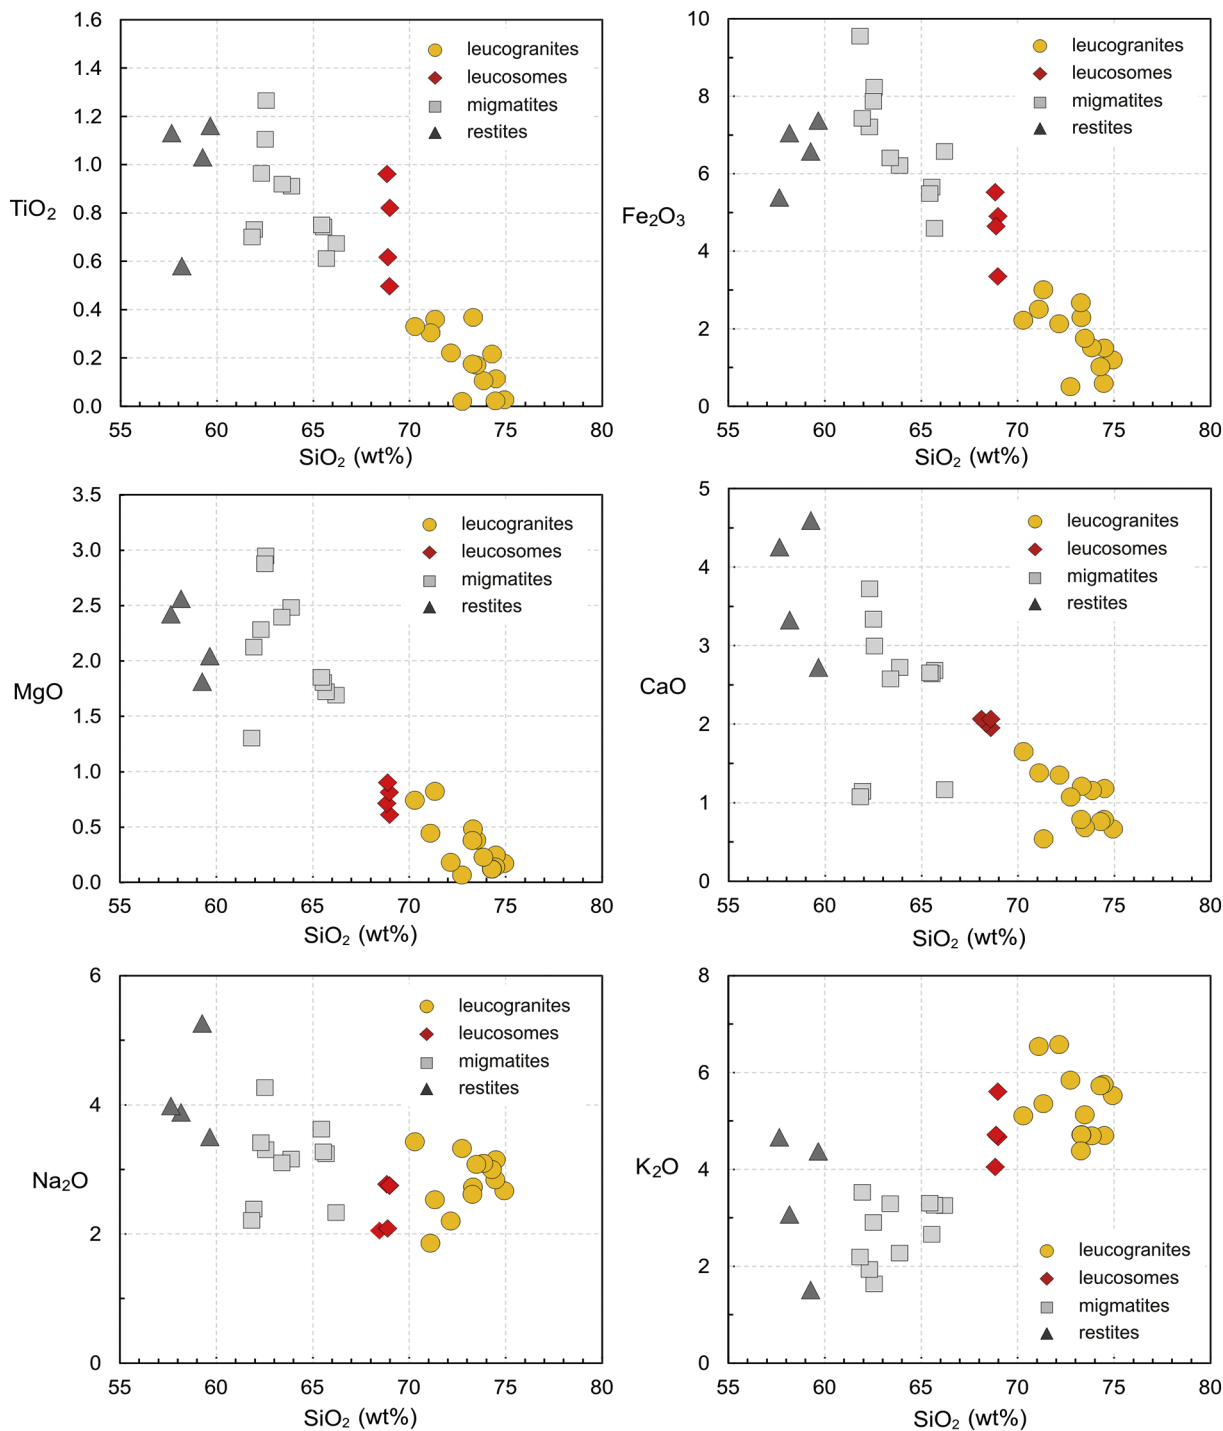 1.6
1.4
1.2
1.0
0.8
0.6
0.4
0.2
0.0
TiO₂
leucogranites
leucosomes
migmatites
restites
55 60 65 70 75 80
SiO₂ (wt%)
10
8
6
4
2
0
Fe₂O₃
leucogranites
leucosomes
migmatites
restites
55 60 65 70 75 80
SiO₂ (wt%)
3.5
3.0
2.5
2.0
1.5
1.0
0.5
0.0
MgO
leucogranites
leucosomes
migmatites
restites
55 60 65 70 75 80
SiO₂ (wt%)
5
4
3
2
1
0
CaO
leucogranites
leucosomes
migmatites
restites
55 60 65 70 75 80
SiO₂ (wt%)
6
4
2
0
Na₂O
leucogranites
leucosomes
migmatites
restites
55 60 65 70 75 80
SiO₂ (wt%)
8
6
4
2
0
K₂O
leucogranites
leucosomes
migmatites
restites
55 60 65 70 75 80
SiO₂ (wt%)